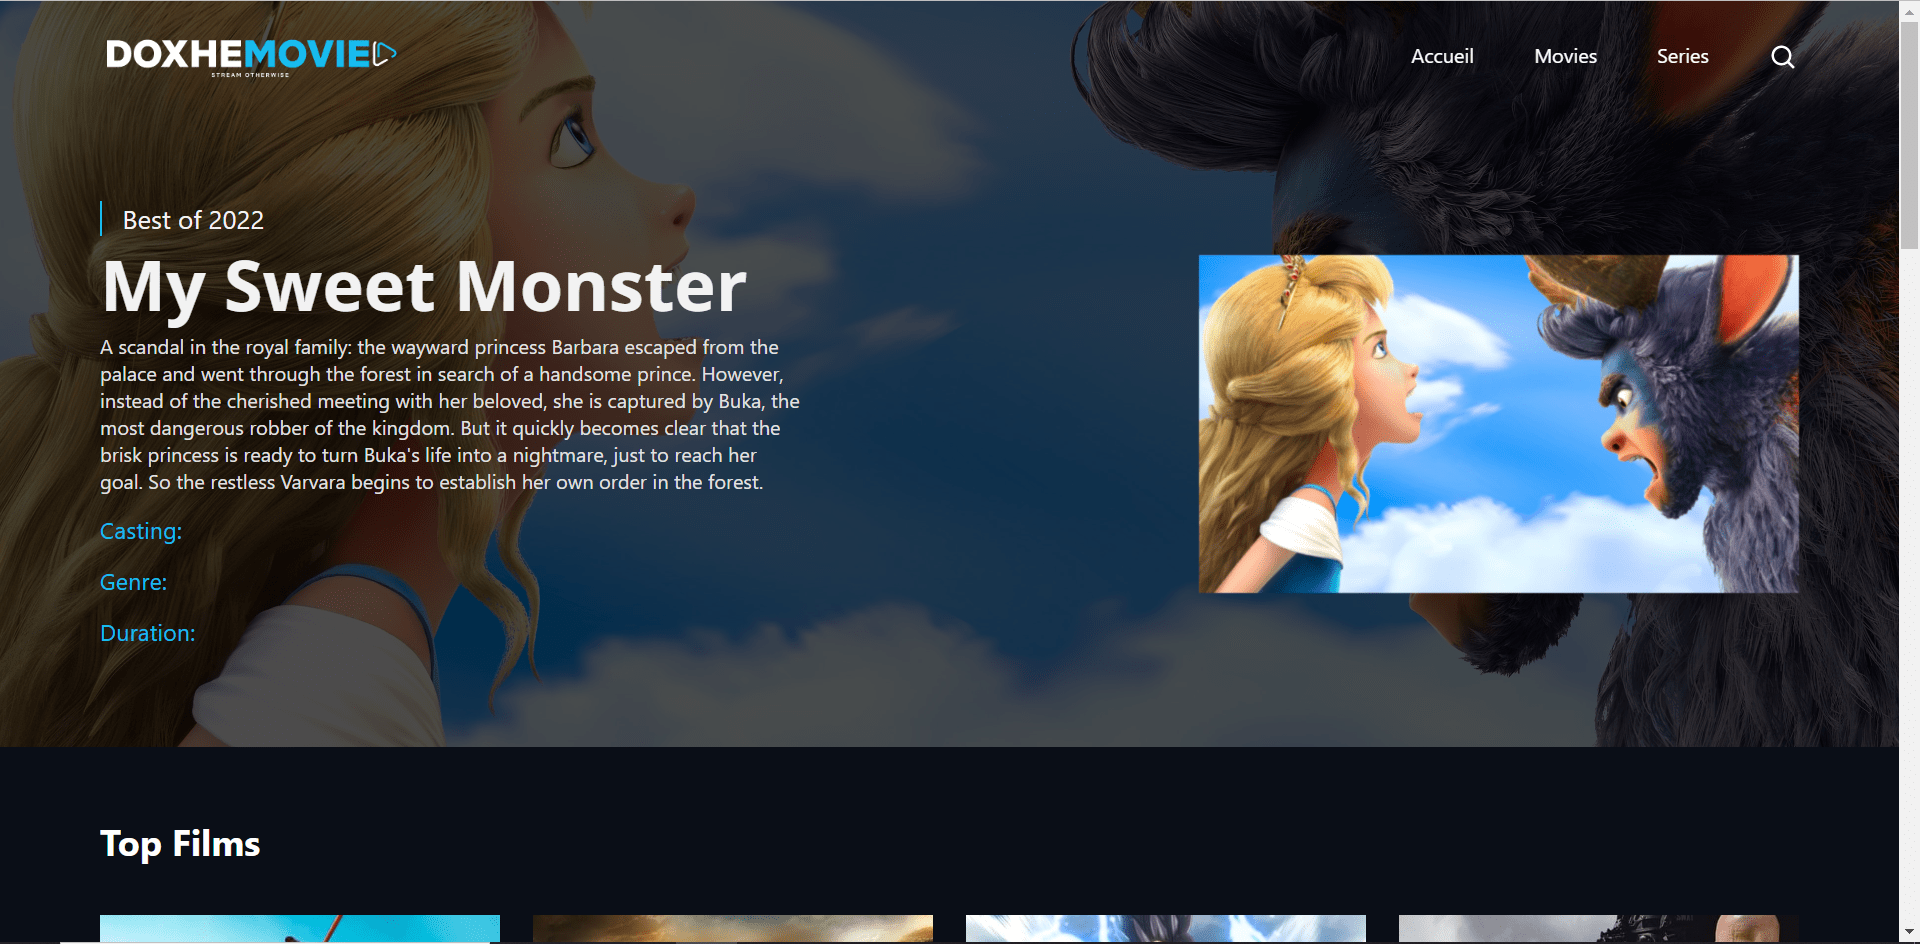 DOXHEMOVIE
STREAM OTHERWISE
Accueil
Movies
Series
Best of 2022
My Sweet Monster
A scandal in the royal family: the wayward princess Barbara escaped from the
palace and went through the forest in search of a handsome prince. However,
instead of the cherished meeting with her beloved, she is captured by Buka, the
most dangerous robber of the kingdom. But it quickly becomes clear that the
brisk princess is ready to turn Buka's life into a nightmare, just to reach her
goal. So the restless Varvara begins to establish her own order in the forest.
Casting:
Genre:
Duration:
Top Films